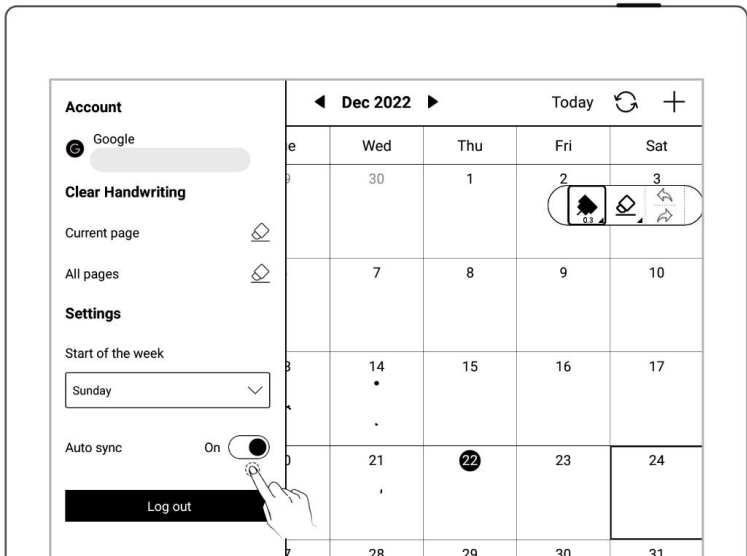 Account
Google
Clear Handwriting
Current page
All pages
Settings
Start of the week
Sunday
Auto sync On
Log out
Dec 2022 Today
e Wed Thu Fri Sat
9 30 1 2 3
0.3
7 8 9 10
14 15 16 17
21 22 23 24
28 29 30 31